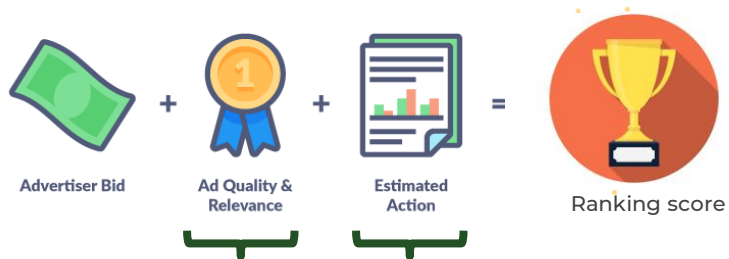 1
+
+
=
Advertiser Bid
Ad Quality &
Relevance
Estimated
Action
Ranking score